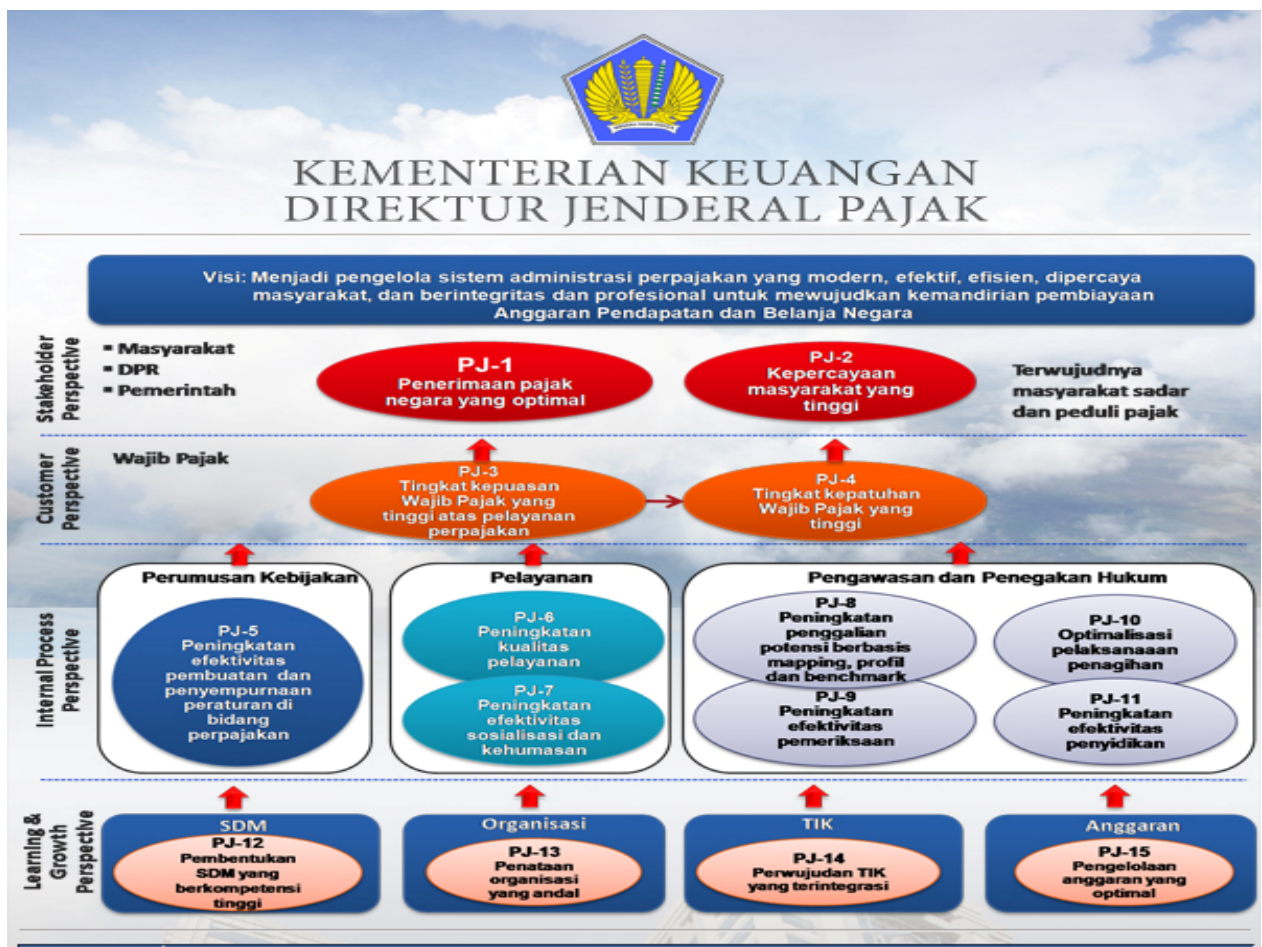 KEMENTERIAN KEUANGAN
DIREKTUR JENDERAL PAJAK
Visi: Menjadi pengelola sistem administrasi perpajakan yang modern, efektif, efisien, dipercaya
masyarakat, dan berintegritas dan profesional untuk mewujudkan kemandirian pembiayaan
Anggaran Pendapatan dan Belanja Negara
Stakeholder
Perspective
▪ Masyarakat
▪ DPR
▪ Pemerintah
PJ-1
Penerimaan pajak
negara yang optimal
PJ-2
Kepercayaan
masyarakat yang
tinggi
Terwujudnya
masyarakat sadar
dan peduli pajak
Customer
Perspective
Wajib Pajak
PJ-3
Tingkat kepuasan
Wajib Pajak yang
tinggi atas pelayanan
perpajakan
PJ-4
Tingkat kepatuhan
Wajib Pajak yang
tinggi
Internal Process
Perspective
Perumusan Kebijakan
PJ-5
Peningkatan
efektivitas
pembuatan dan
penyempurnaan
peraturan di
bidang
perpajakan
Pelayanan
PJ-6
Peningkatan
kualitas
pelayanan
PJ-7
Peningkatan
efektivitas
sosialisasi dan
kehumasan
Pengawasan dan Penegakan Hukum
PJ-8
Peningkatan
penggalian
potensi berbasis
mapping, profil
dan benchmark
PJ-9
Peningkatan
efektivitas
pemeriksaan
PJ-10
Optimalisasi
pelaksanaaan
penagihan
PJ-11
Peningkatan
efektivitas
penyidikan
Learning &
Growth
Perspective
SDM
PJ-12
Pembentukan
SDM yang
berkompetensi
tinggi
Organisasi
PJ-13
Penataan
organisasi
yang andal
TIK
PJ-14
Perwujudan TIK
yang terintegrasi
Anggaran
PJ-15
Pengelolaan
anggaran yang
optimal